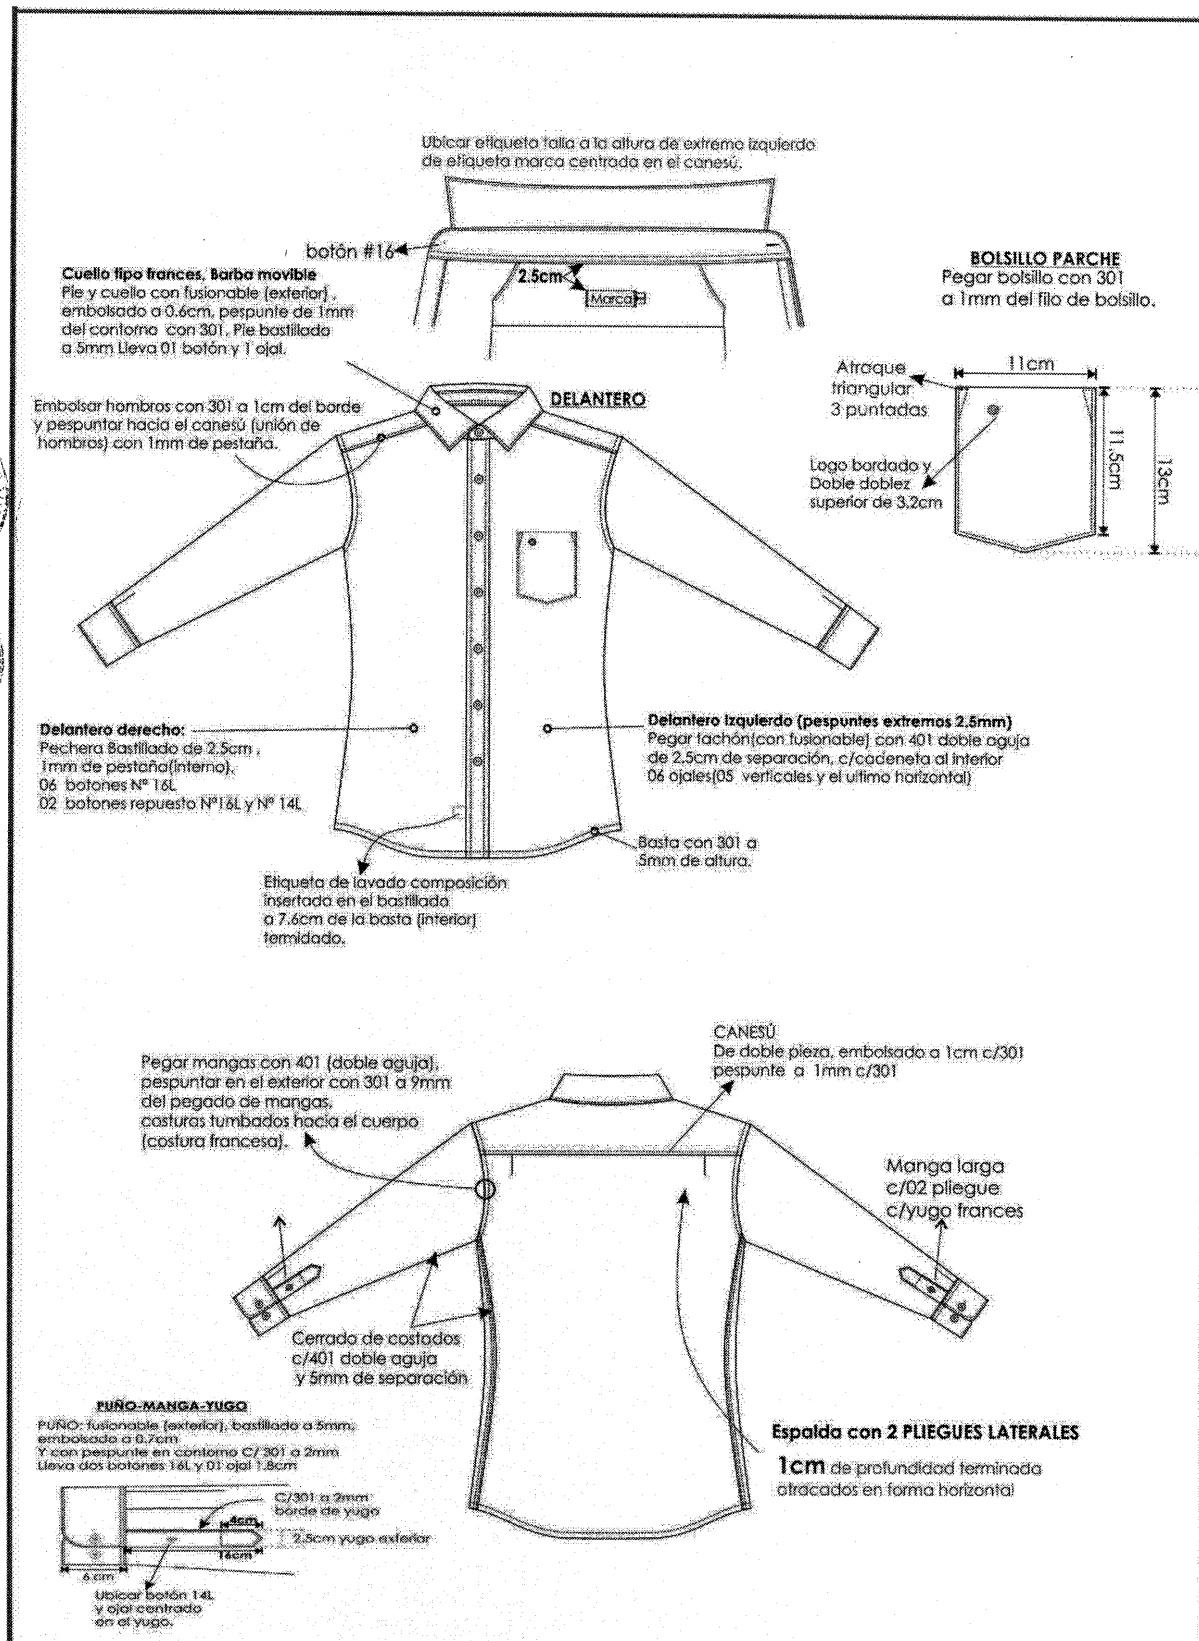 Ubicar etiqueta talla a la altura de extremo izquierdo
de etiqueta marca centrada en el canesú.
botón #16
2.5cm
Marca
Cuello tipo frances, Barba movible
Pie y cuello con fusionable (exterior),
embolsado a 0.6cm, pespunte de 1mm
del contorno con 301. Pie bastillado
a 5mm Lleva 01 botón y 1 ojal.
BOLSILLO PARCHE
Pegar bolsillo con 301
a 1mm del filo de bolsillo.
Atraque
triangular
3 puntadas
11cm
11.5cm
13cm
Logo bordado y
Doble doblez
superior de 3.2cm
DELANTERO
Embolsar hombros con 301 a 1cm del borde
y pespuntar hacia el canesú (unión de
hombros) con 1mm de pestaña.
Delantero derecho:
Pechera Bastillado de 2.5cm ,
1mm de pestaña(interno).
06 botones Nº 16L
02 botones repuesto Nº16L y Nº 14L
Delantero Izquierdo (pespuntes extremos 2.5mm)
Pegar tachón(con fusionable) con 401 doble aguja
de 2.5cm de separación, c/cadeneta al interior
06 ojales(05 verticales y el ultimo horizontal)
Basta con 301 a
5mm de altura.
Etiqueta de lavado composición
insertada en el bastillado
a 7.6cm de la basta (interior)
termidado.
Pegar mangas con 401 (doble aguja),
pespuntar en el exterior con 301 a 9mm
del pegado de mangas,
costuras tumbados hacia el cuerpo
(costura francesa).
CANESÚ
De doble pieza, embolsado a 1cm c/301
pespunte a 1mm c/301
Manga larga
c/02 pliegue
c/yugo frances
Cerrado de costados
c/401 doble aguja
y 5mm de separación
Espalda con 2 PLIEGUES LATERALES
1cm de profundidad terminada
atracados en forma horizontal
PUÑO-MANGA-YUGO
PUÑO: fusionable (exterior), bastillado a 5mm,
embolsado a 0.7cm
Y con pespunte en contorno C/ 301 a 2mm
Lleva dos botones 16L y 01 ojal 1.8cm
C/301 a 2mm
borde de yugo
4cm
2.5cm yugo exterior
16cm
6 cm
Ubicar botón 14L
y ojal centrado
en el yugo.